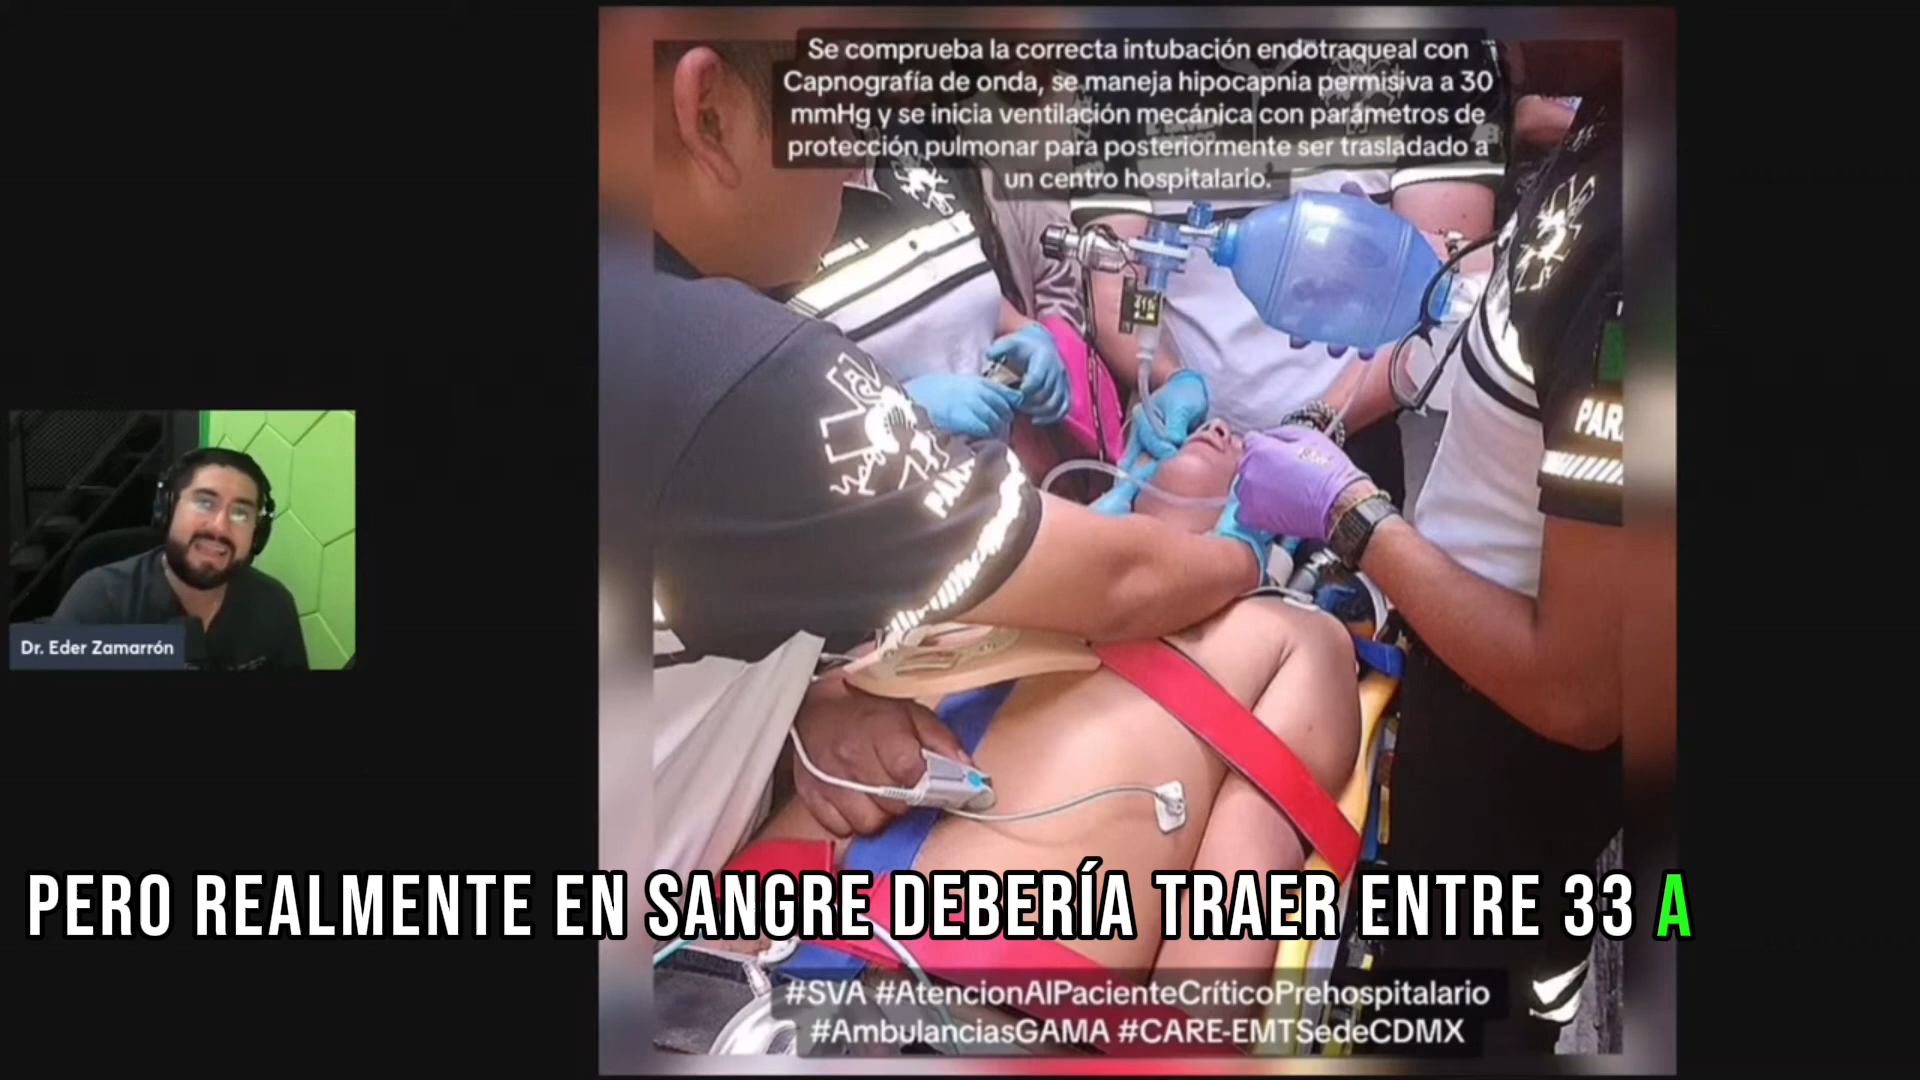 Se comprueba la correcta intubación endotraqueal con
Capnografía de onda, se maneja hipocapnia permisiva a 30
mmHg y se inicia ventilación mecánica con parámetros de
protección pulmonar para posteriormente ser trasladado a
un centro hospitalario.
PAR
PAR
Dr. Eder Zamarrón
PERO REALMENTE EN SANGRE DEBERÍA TRAER ENTRE 33 A
#SVA #AtencionAlPacienteCríticoPrehospitalario
#AmbulanciasGAMA #CARE-EMTSedeCDMX